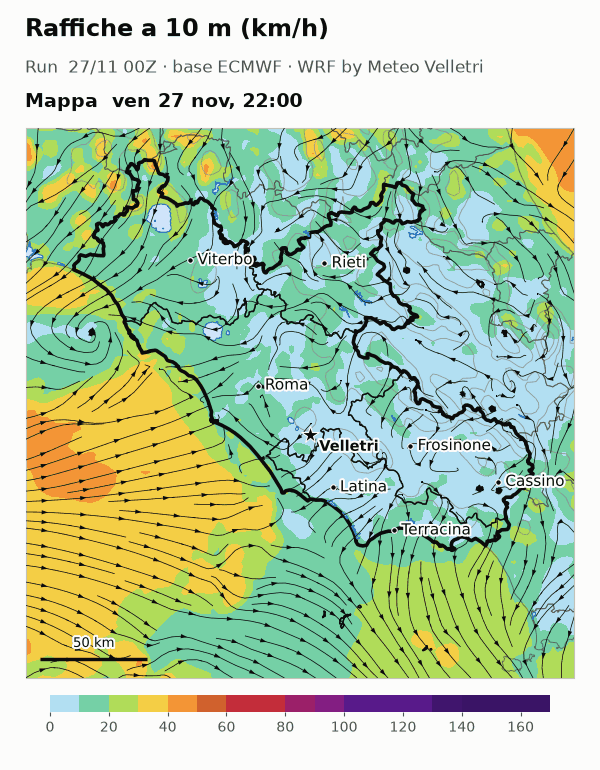 Raffiche a 10 m (km/h)
Run  27/11 00Z · base ECMWF · WRF by Meteo Velletri
Mappa  ven 27 nov, 22:00
Viterbo
Rieti
Roma
Velletri
Frosinone
Cassino
Latina
Terracina
50 km
0 20 40 60 80 100 120 140 160